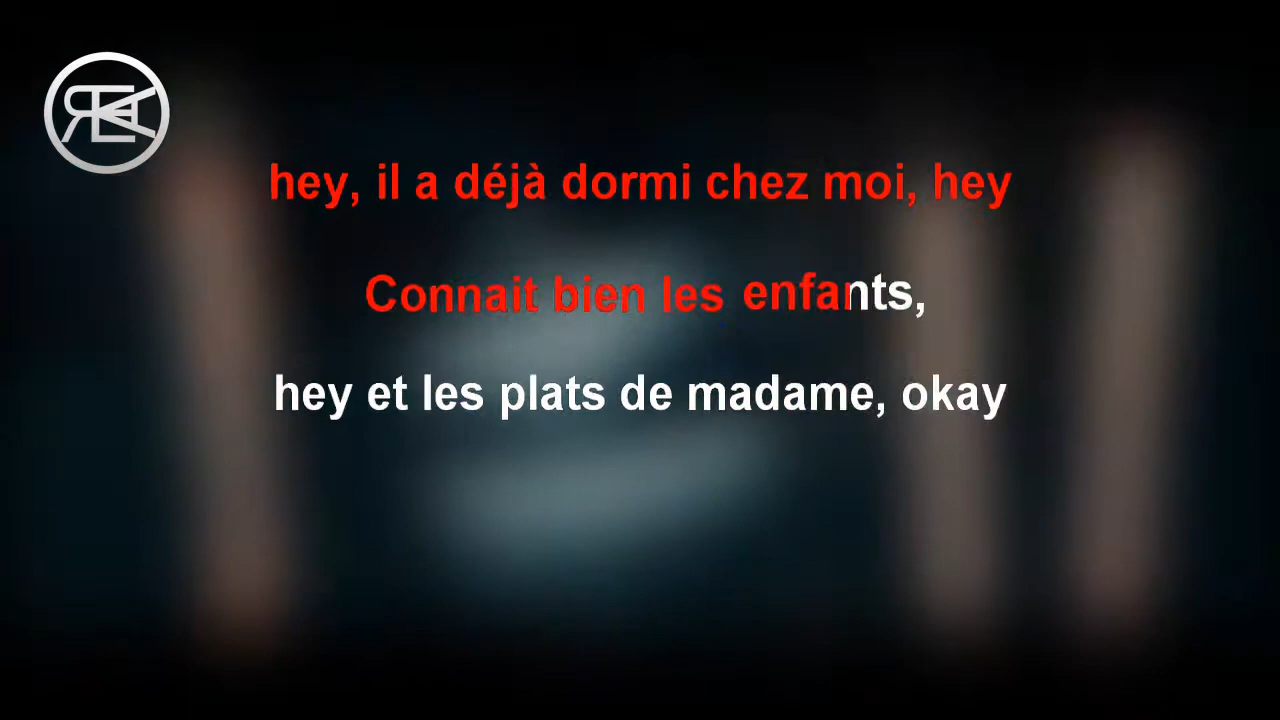 hey, il a déjà dormi chez moi, hey
Connait bien les enfants,
hey et les plats de madame, okay